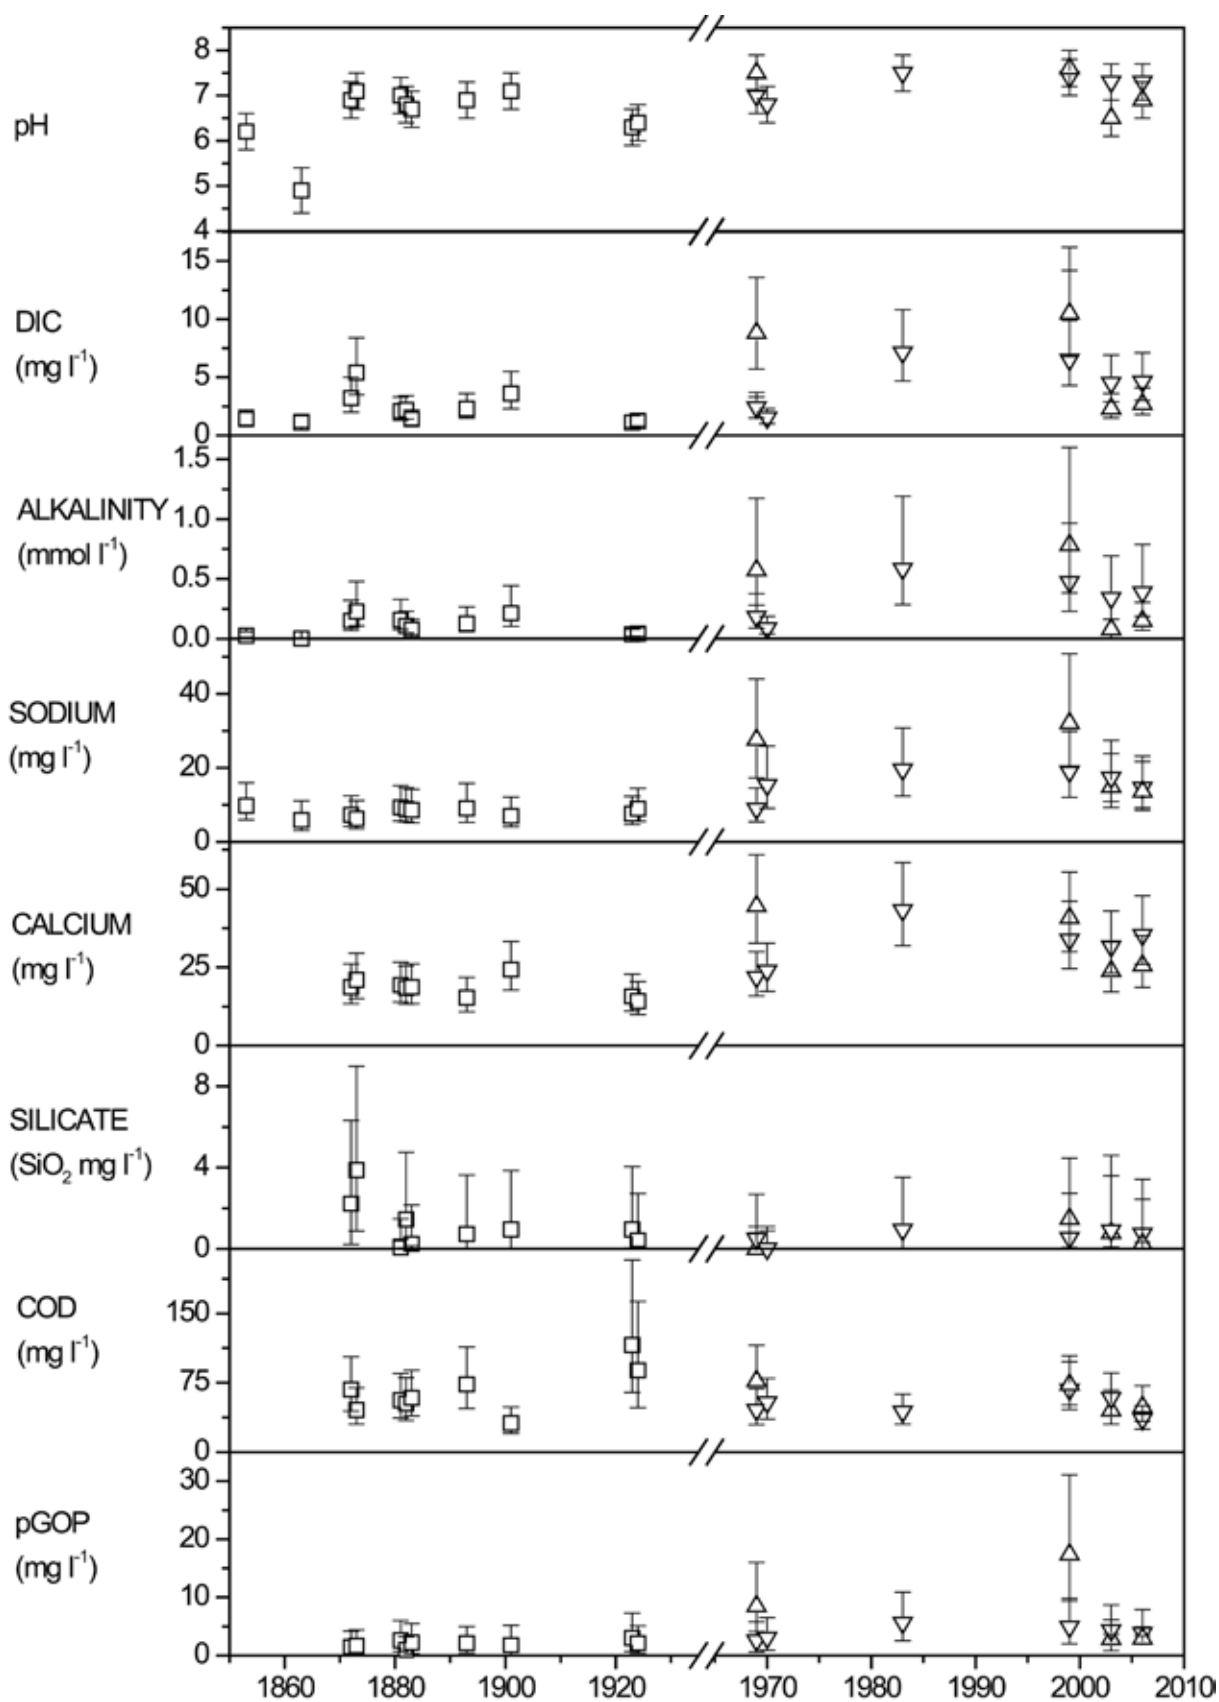 8
7
pH
6
5
4
15
DIC
10
(mg l⁻¹)
5
0
1.5
ALKALINITY
1.0
(mmol l⁻¹)
0.5
0.0
SODIUM
40
(mg l⁻¹)
20
0
CALCIUM
50
(mg l⁻¹)
25
0
SILICATE
8
(SiO₂ mg l⁻¹)
4
0
COD
150
(mg l⁻¹)
75
0
pGOP
30
(mg l⁻¹)
20
10
0
1860 1880 1900 1920 1970 1980 1990 2000 2010